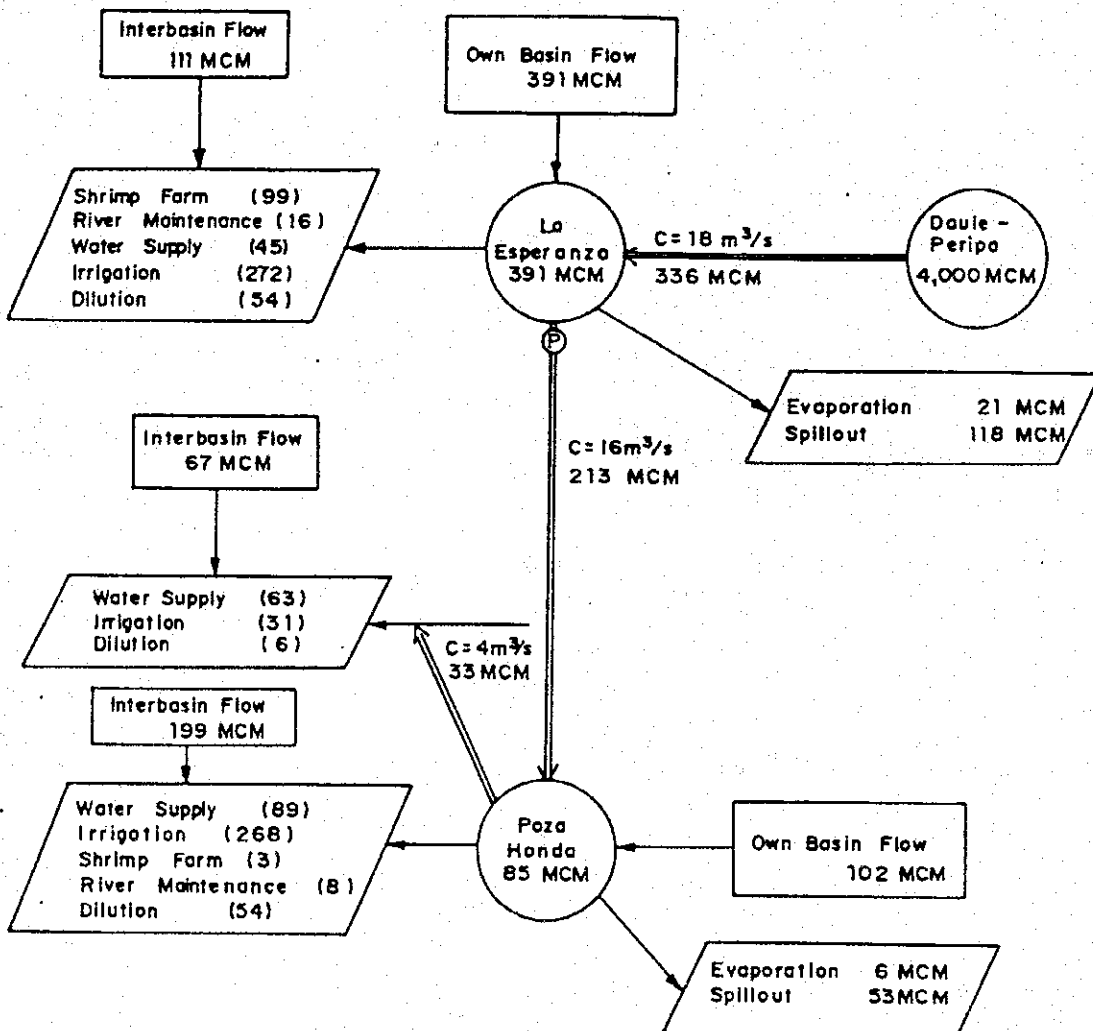 Interbasin Flow
111 MCM
Own Basin Flow
391 MCM
Shrimp Farm (99)
River Maintenance (16)
Water Supply (45)
Irrigation (272)
Dilution (54)
La
Esperanza
391 MCM
C=18 m³/s
336 MCM
Daule -
Peripa
4,000 MCM
P
Evaporation 21 MCM
Spillout 118 MCM
C=16m³/s
213 MCM
Interbasin Flow
67 MCM
Water Supply (63)
Irrigation (31)
Dilution (6)
C=4m³/s
33 MCM
Interbasin Flow
199 MCM
Water Supply (89)
Irrigation (268)
Shrimp Farm (3)
River Maintenance (8)
Dilution (54)
Poza
Honda
85 MCM
Own Basin Flow
102 MCM
Evaporation 6 MCM
Spillout 53MCM